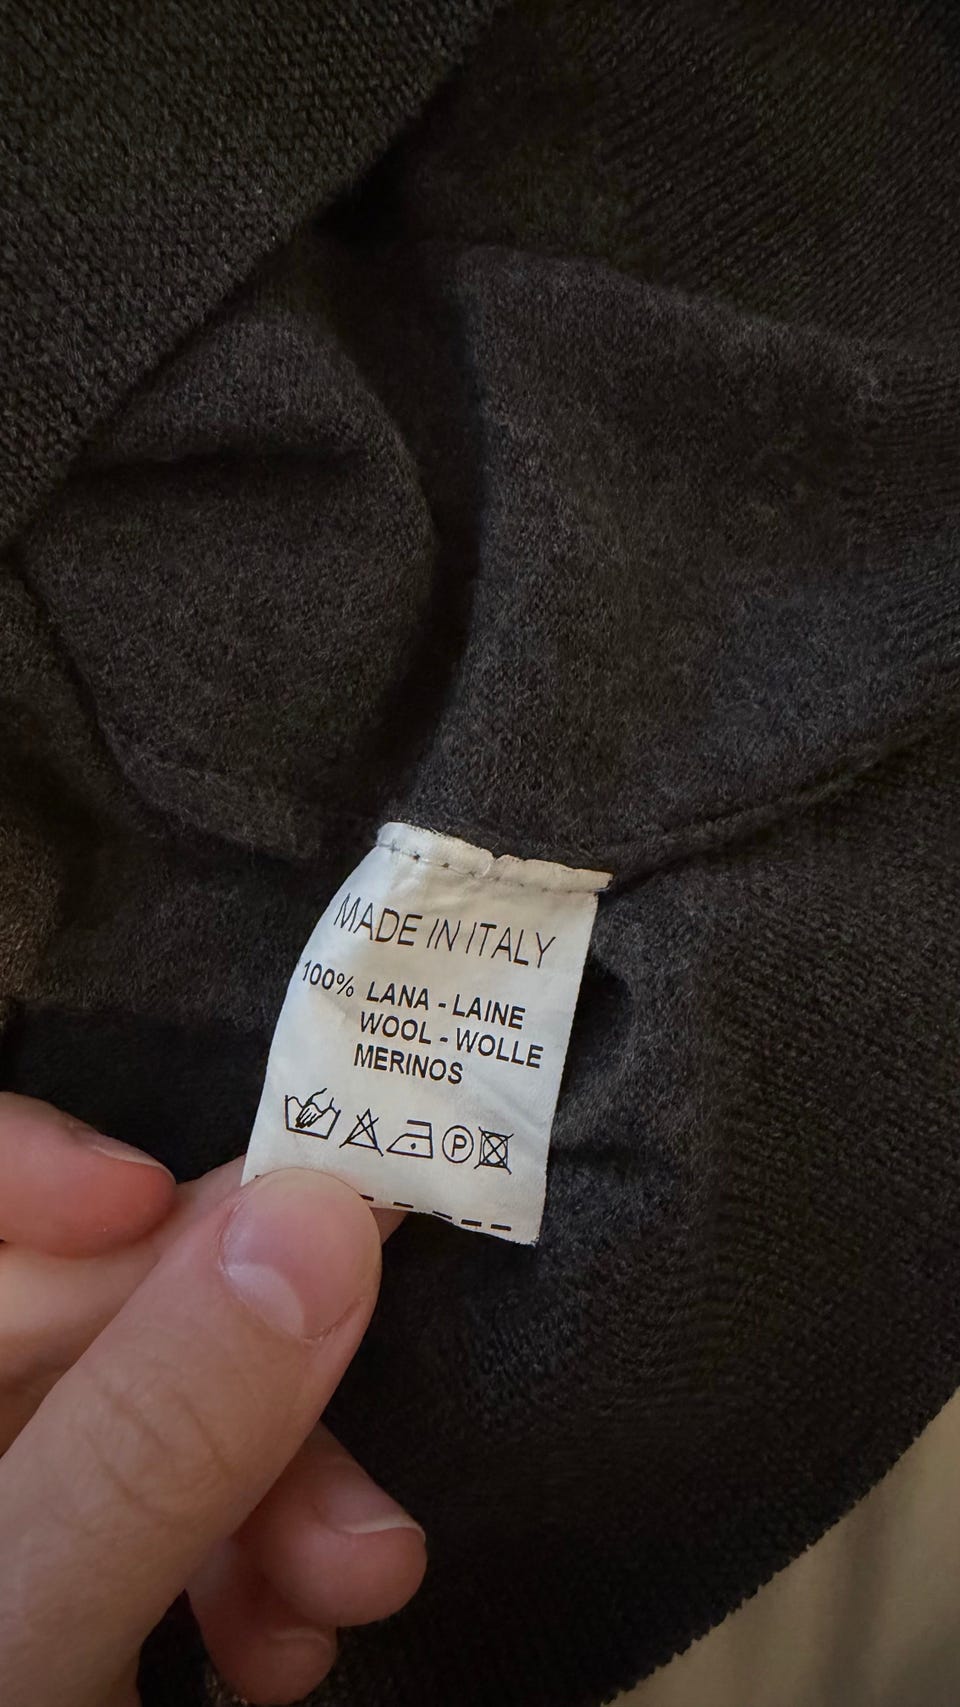 MADE IN ITALY
100% LANA - LAINE
WOOL - WOLLE
MERINOS
P